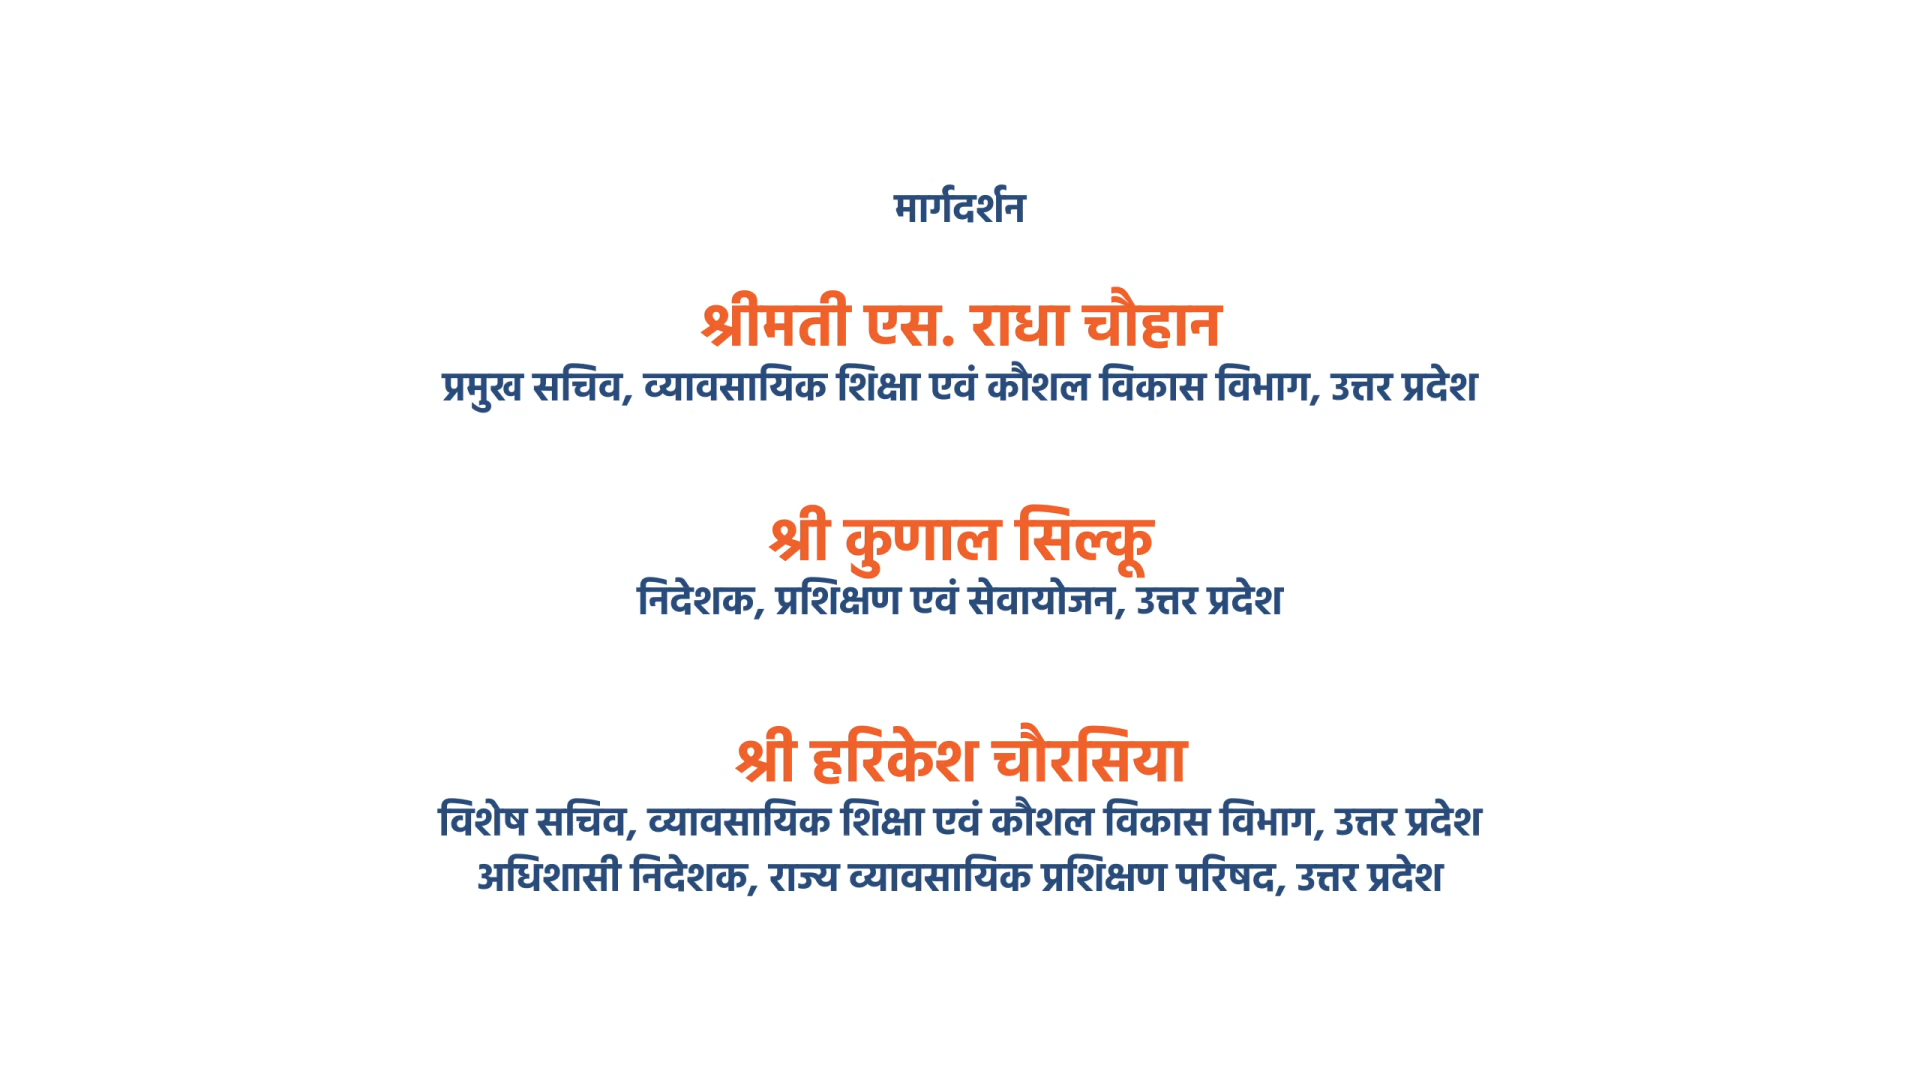 मार्गदर्शन
श्रीमती एस. राधा चौहान
प्रमुख सचिव, व्यावसायिक शिक्षा एवं कौशल विकास विभाग, उत्तर प्रदेश
श्री कुणाल सिल्कू
निदेशक, प्रशिक्षण एवं सेवायोजन, उत्तर प्रदेश
श्री हरिकेश चौरसिया
विशेष सचिव, व्यावसायिक शिक्षा एवं कौशल विकास विभाग, उत्तर प्रदेश
अधिशासी निदेशक, राज्य व्यावसायिक प्रशिक्षण परिषद, उत्तर प्रदेश